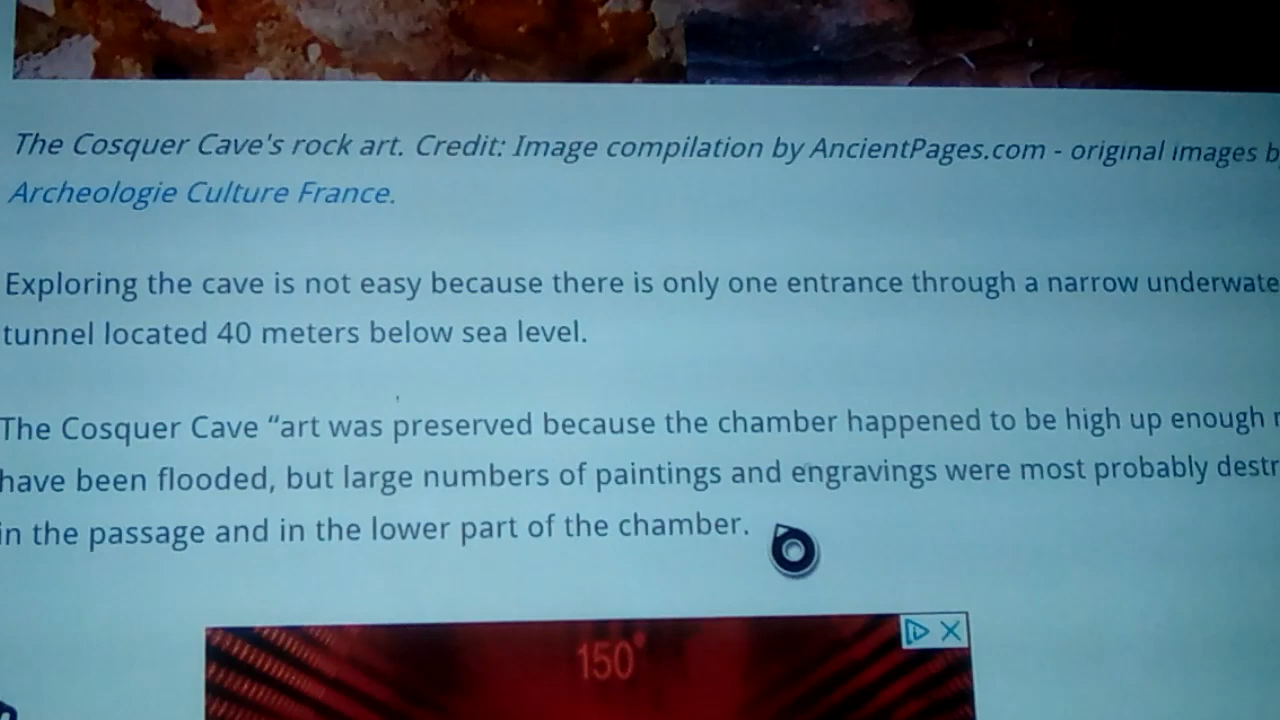 The Cosquer Cave's rock art. Credit: Image compilation by AncientPages.com - original images b
Archeologie Culture France.
Exploring the cave is not easy because there is only one entrance through a narrow underwate
tunnel located 40 meters below sea level.
The Cosquer Cave “art was preserved because the chamber happened to be high up enough
have been flooded, but large numbers of paintings and engravings were most probably destr
in the passage and in the lower part of the chamber.
150°